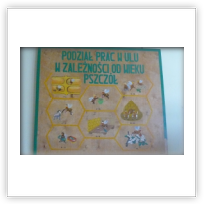 PODZIAŁ PRAC W ULU
W ZALEŻNOŚCI OD WIEKU
PSZCZÓŁ